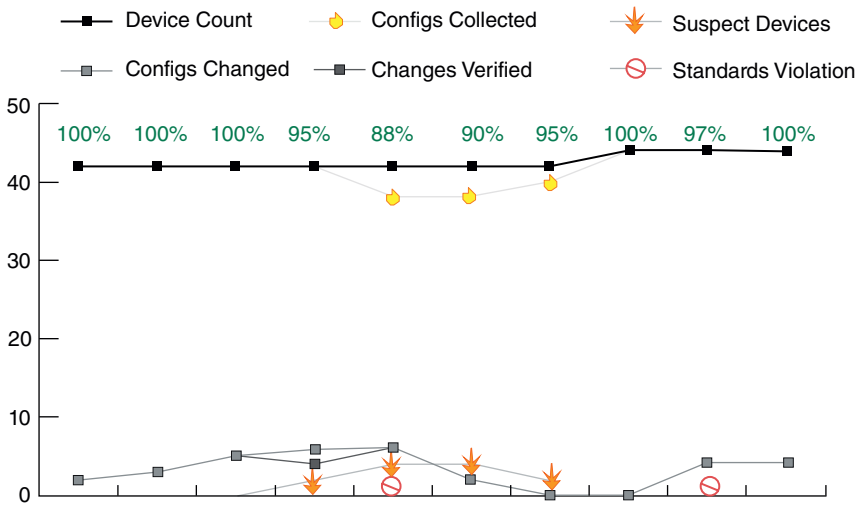 Device Count
Configs Collected
Suspect Devices
Configs Changed
Changes Verified
Standards Violation
50
100% 100% 100% 95% 88% 90% 95% 100% 97% 100%
40
30
20
10
0